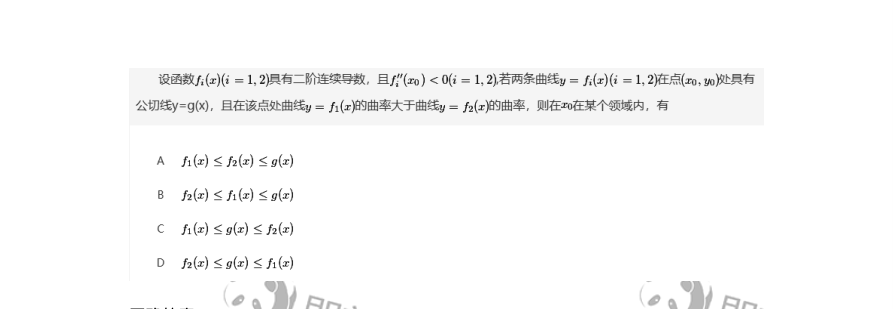 设函数f_i(x)(i = 1, 2)具有二阶连续导数，且f_i''(x_0) < 0(i = 1, 2),若两条曲线y = f_i(x)(i = 1, 2)在点(x_0, y_0)处具有
公切线y=g(x)，且在该点处曲线y = f_1(x)的曲率大于曲线y = f_2(x)的曲率，则在x_0在某个领域内，有
A f_1(x) ≤ f_2(x) ≤ g(x)
B f_2(x) ≤ f_1(x) ≤ g(x)
C f_1(x) ≤ g(x) ≤ f_2(x)
D f_2(x) ≤ g(x) ≤ f_1(x)